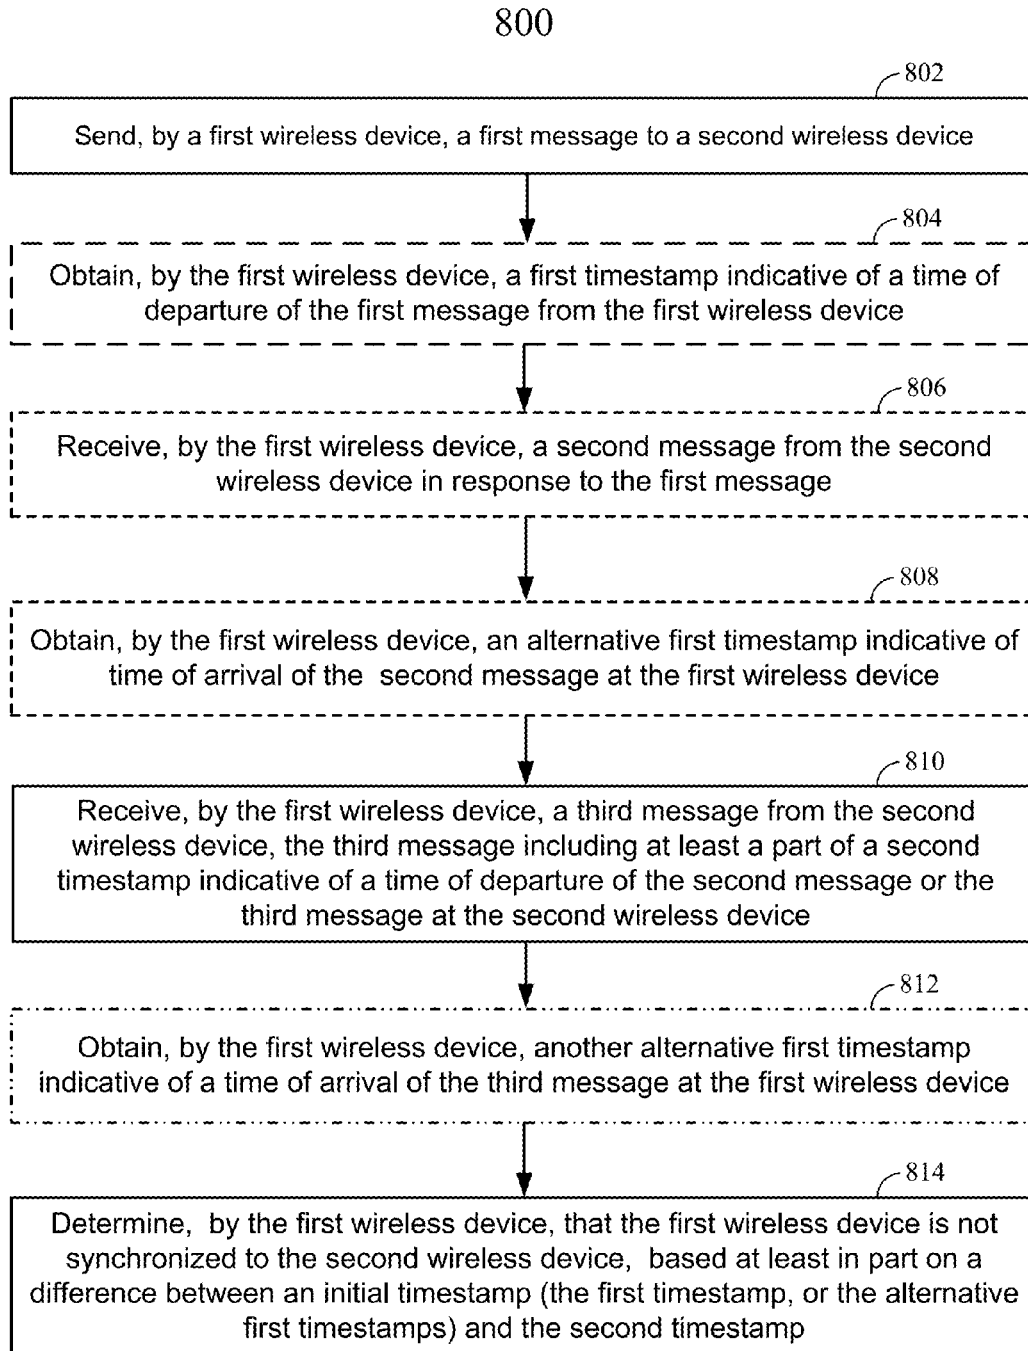 800
802
Send, by a first wireless device, a first message to a second wireless device
804
Obtain, by the first wireless device, a first timestamp indicative of a time of
departure of the first message from the first wireless device
806
Receive, by the first wireless device, a second message from the second
wireless device in response to the first message
808
Obtain, by the first wireless device, an alternative first timestamp indicative of
time of arrival of the second message at the first wireless device
810
Receive, by the first wireless device, a third message from the second
wireless device, the third message including at least a part of a second
timestamp indicative of a time of departure of the second message or the
third message at the second wireless device
812
Obtain, by the first wireless device, another alternative first timestamp
indicative of a time of arrival of the third message at the first wireless device
814
Determine, by the first wireless device, that the first wireless device is not
synchronized to the second wireless device, based at least in part on a
difference between an initial timestamp (the first timestamp, or the alternative
first timestamps) and the second timestamp